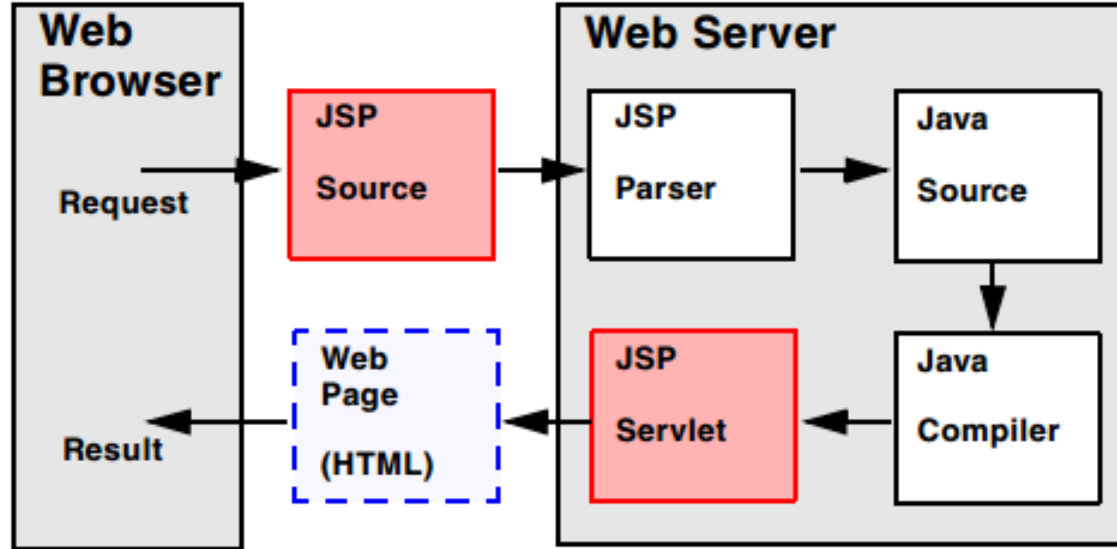 Web
Browser
Web Server
JSP
Source
JSP
Parser
Java
Source
Request
Web
Page
(HTML)
JSP
Servlet
Java
Compiler
Result